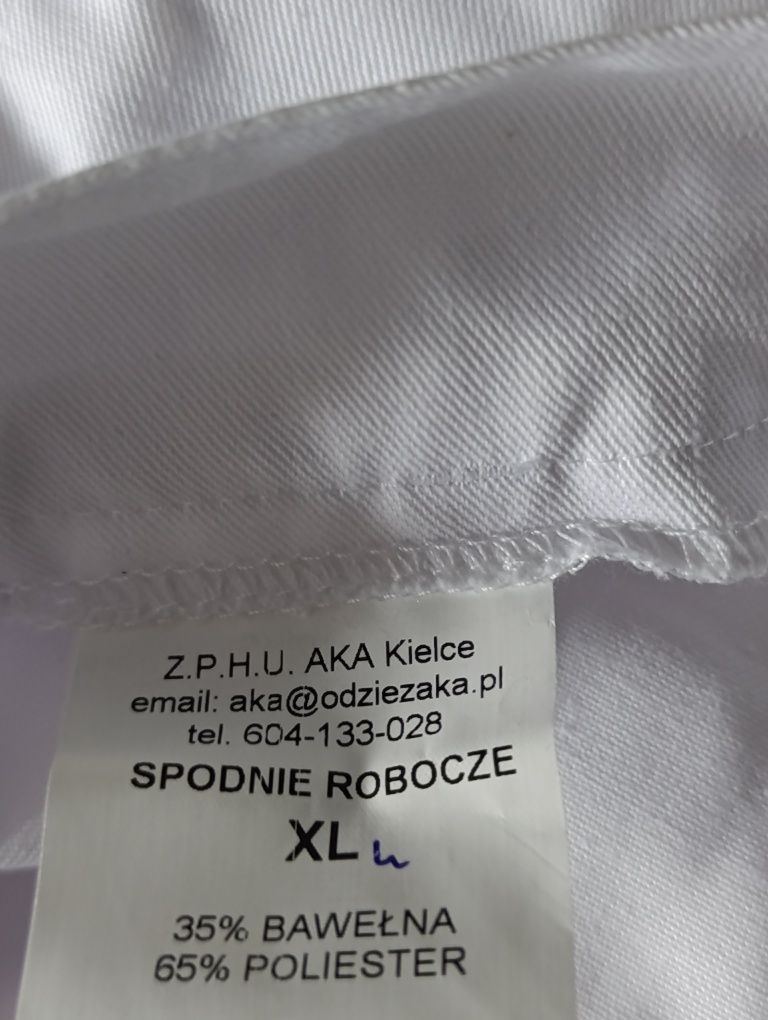 Z.P.H.U. AKA Kielce
email: aka@odziezaka.pl
tel. 604-133-028
SPODNIE ROBOCZE
XL
35% BAWEŁNA
65% POLIESTER